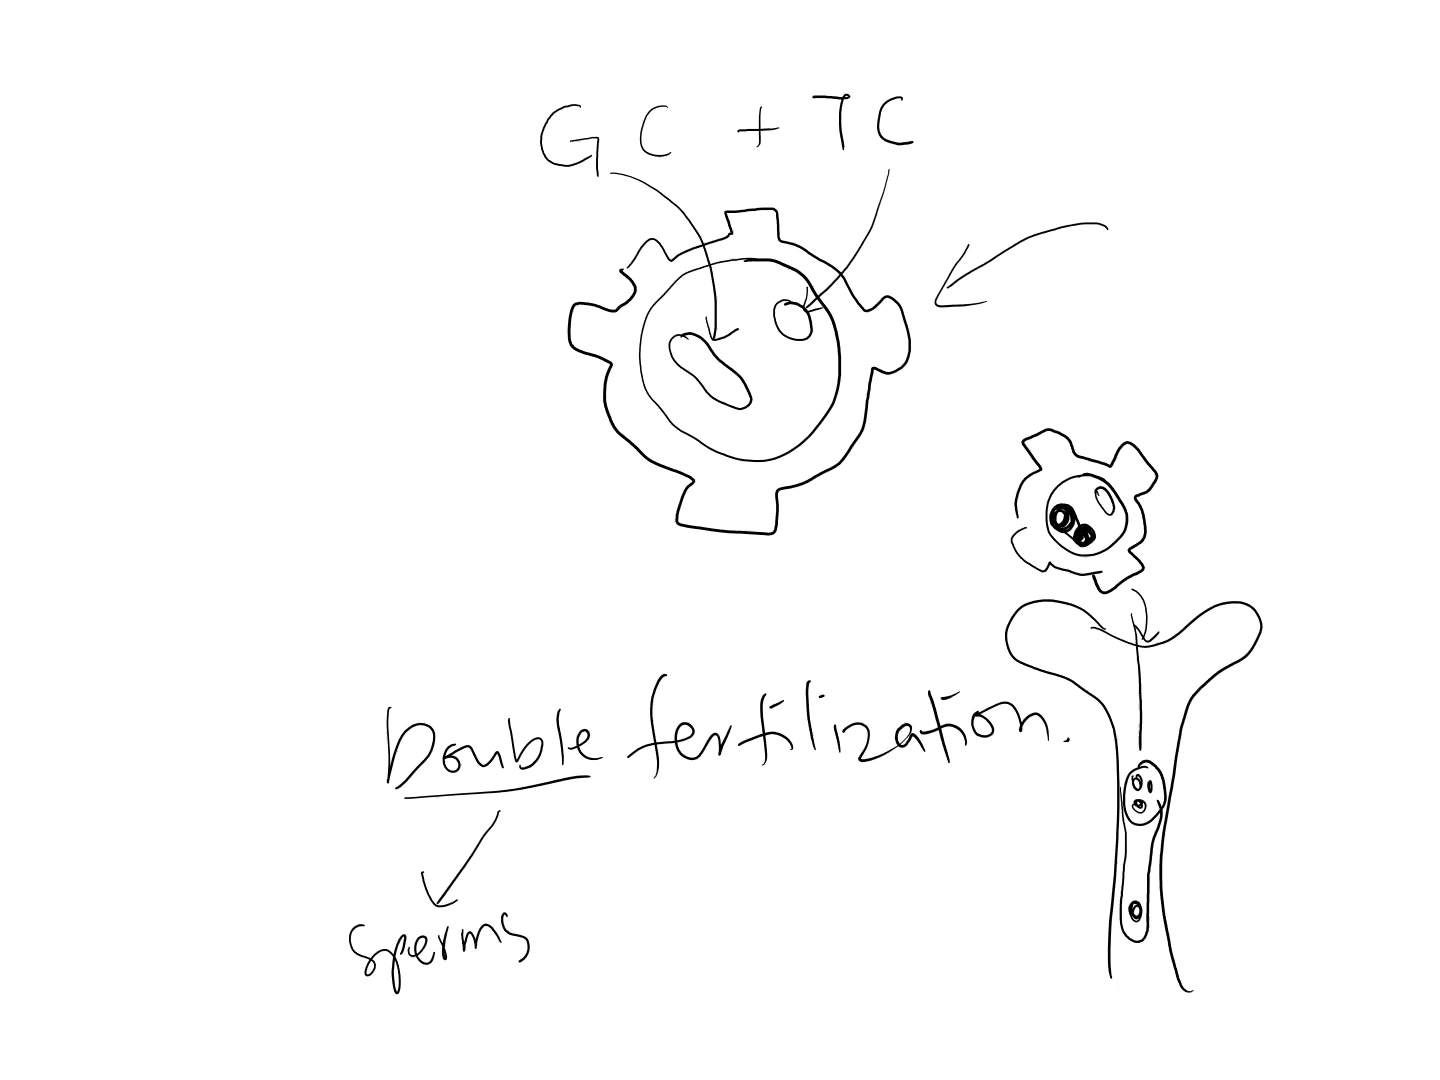 GC + TC
Double fertilization.
sperms